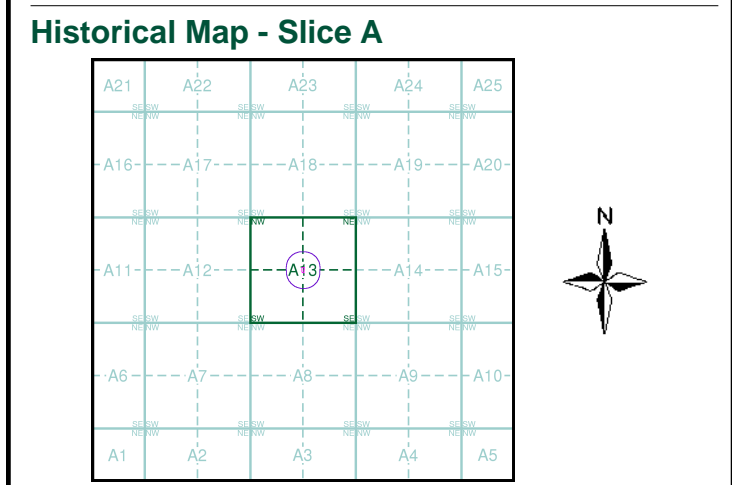 Historical Map - Slice A
A21 A22 A23 A24 A25
SE SW SE SW SE SW SE SW
NE NW NE NW NE NW NE NW
A16 A17 A18 A19 A20
N
SE SW SE SW SE SW SE SW
NE NW NE NW NE NW NE NW
A11 A12 A13 A14 A15
SE SW SE SW SE SW SE SW
NE NW NE NW NE NW NE NW
A6 A7 A8 A9 A10
SE SW SE SW SE SW SE SW
NE NW NE NW NE NW NE NW
A1 A2 A3 A4 A5